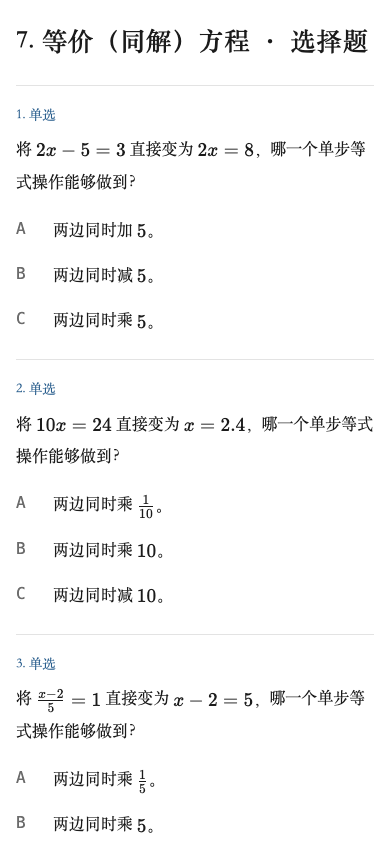 7. 等价（同解）方程 · 选择题
1. 单选
将 2x − 5 = 3 直接变为 2x = 8，哪一个单步等
式操作能够做到？
A 两边同时加 5。
B 两边同时减 5。
C 两边同时乘 5。
2. 单选
将 10x = 24 直接变为 x = 2.4，哪一个单步等式
操作能够做到？
A 两边同时乘 1/10。
B 两边同时乘 10。
C 两边同时减 10。
3. 单选
将 (x−2)/5 = 1 直接变为 x − 2 = 5，哪一个单步等
式操作能够做到？
A 两边同时乘 1/5。
B 两边同时乘 5。